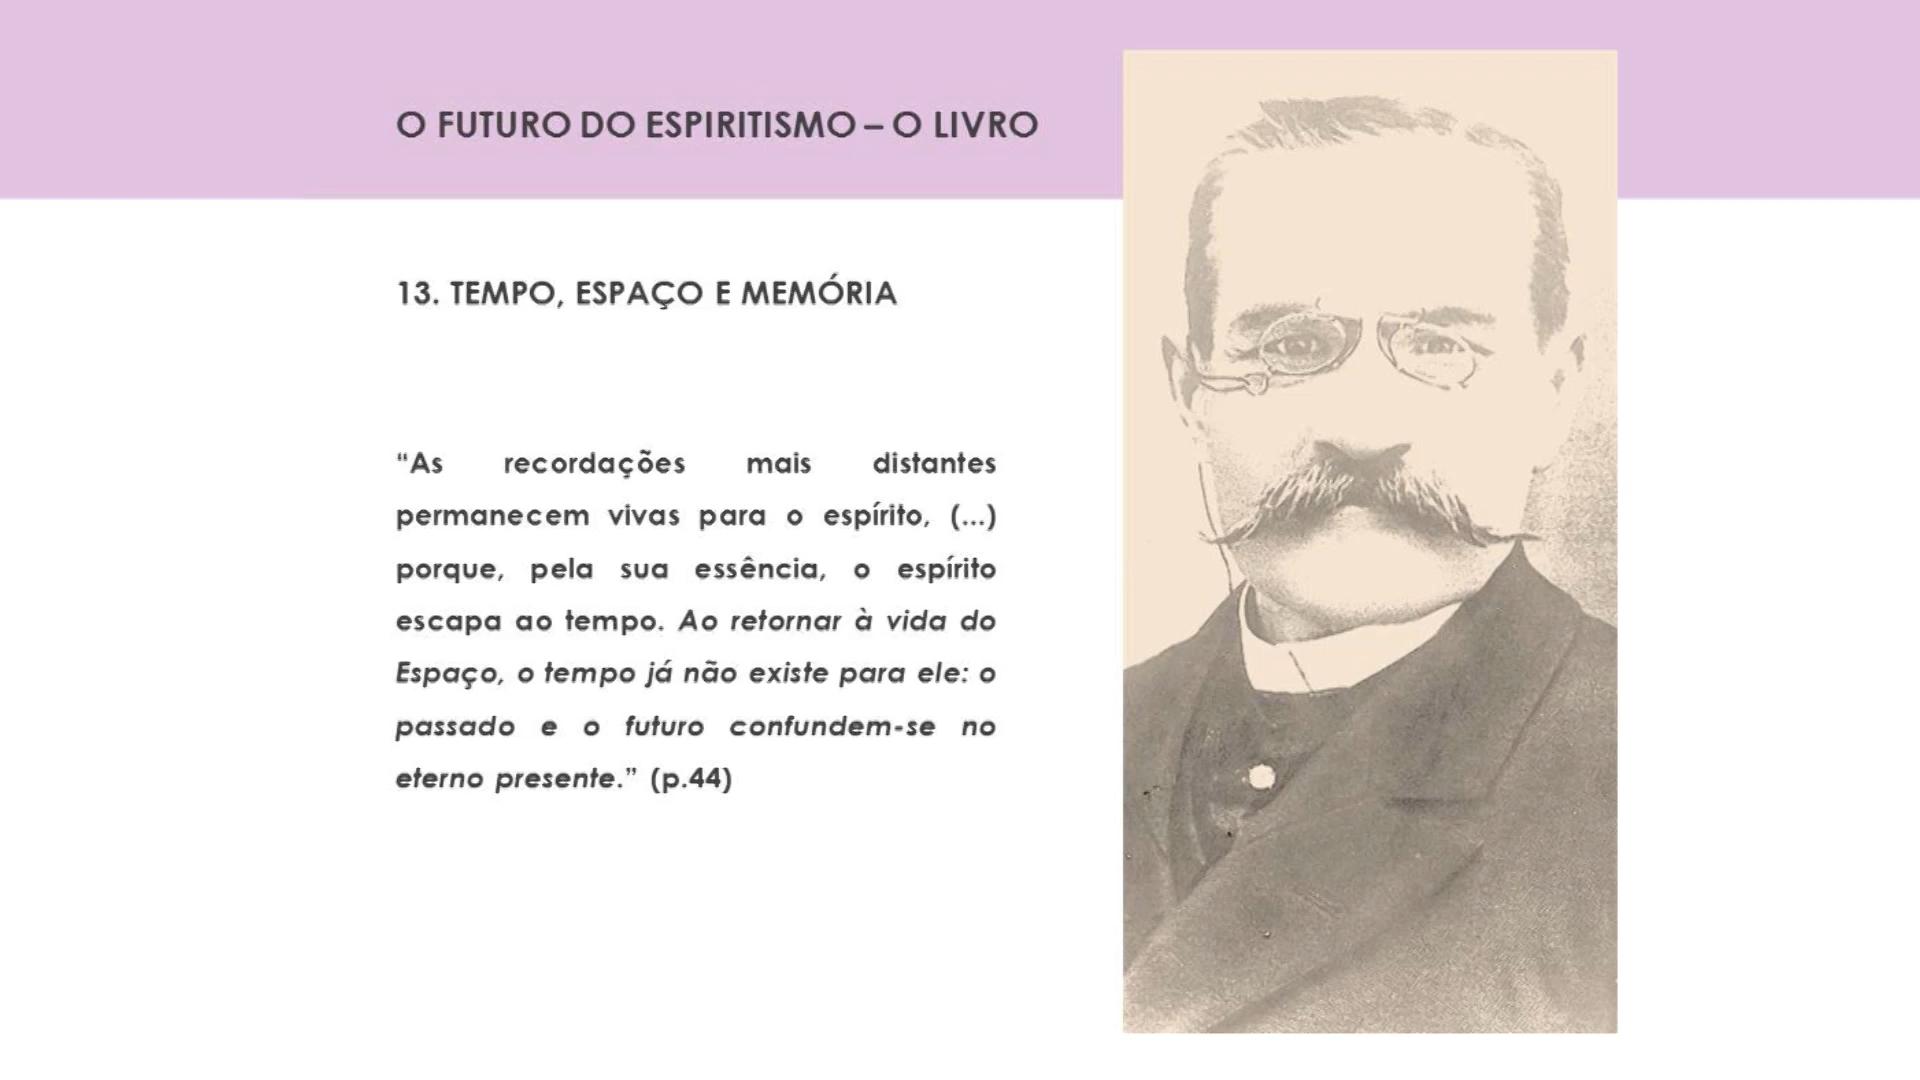 O FUTURO DO ESPIRITISMO – O LIVRO
13. TEMPO, ESPAÇO E MEMÓRIA
“As recordações mais distantes
permanecem vivas para o espírito, (...)
porque, pela sua essência, o espírito
escapa ao tempo. Ao retornar à vida do
Espaço, o tempo já não existe para ele: o
passado e o futuro confundem-se no
eterno presente.” (p.44)